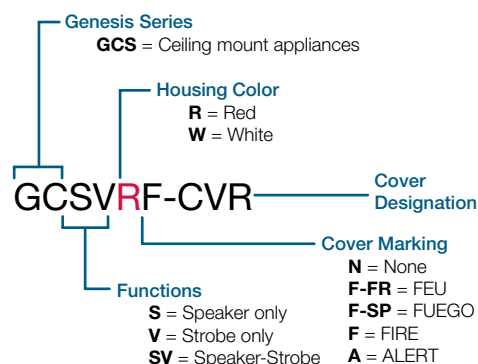 Genesis Series
GCS = Ceiling mount appliances
Housing Color
R = Red
W = White
GCSVRF-CVR
Cover
Designation
Cover Marking
N = None
F-FR = FEU
F-SP = FUEGO
F = FIRE
A = ALERT
Functions
S = Speaker only
V = Strobe only
SV = Speaker-Strobe